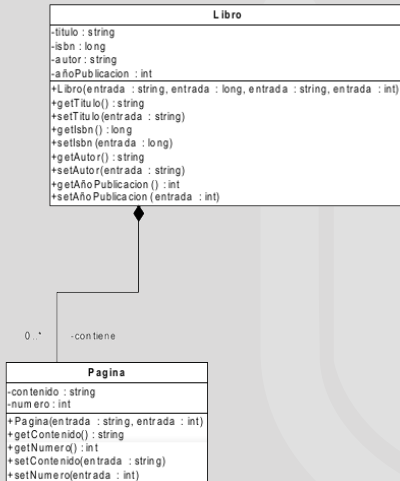 Libro
-titulo : string
-isbn : long
-autor : string
-añoPublicacion : int
+Libro(entrada : string, entrada : long, entrada : string, entrada : int)
+getTitulo() : string
+setTitulo(entrada : string)
+getIsbn() : long
+setIsbn(entrada : long)
+getAutor() : string
+setAutor(entrada : string)
+getAñoPublicacion() : int
+setAñoPublicacion(entrada : int)
0..*
-contiene
Pagina
-contenido : string
-numero : int
+Pagina(entrada : string, entrada : int)
+getContenido() : string
+getNumero() : int
+setContenido(entrada : string)
+setNumero(entrada : int)